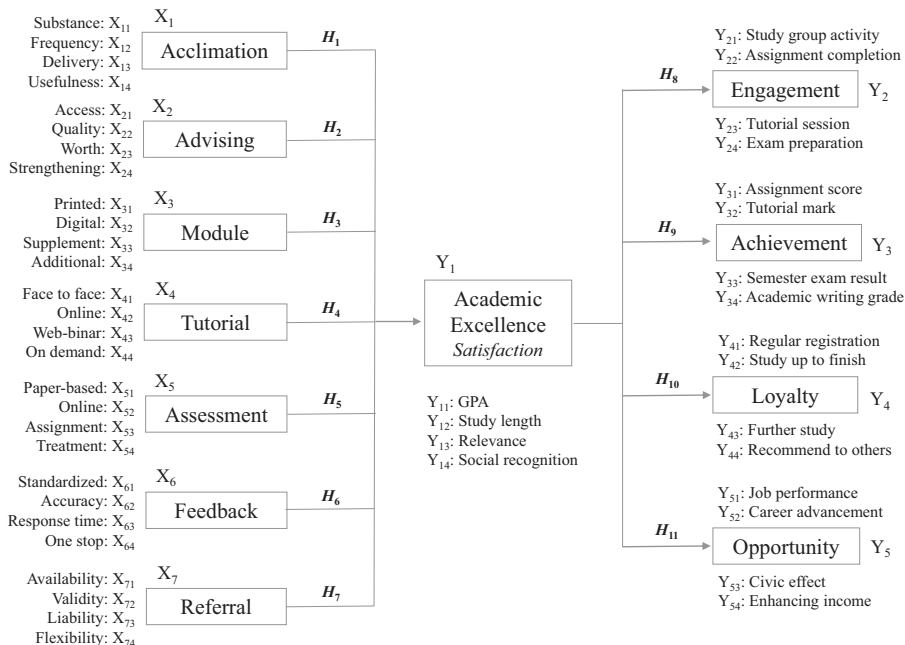 Substance: X₁₁
Frequency: X₁₂
Delivery: X₁₃
Usefulness: X₁₄
X₁
Acclimation
H₁
Access: X₂₁
Quality: X₂₂
Worth: X₂₃
Strengthening: X₂₄
X₂
Advising
H₂
Printed: X₃₁
Digital: X₃₂
Supplement: X₃₃
Additional: X₃₄
X₃
Module
H₃
Face to face: X₄₁
Online: X₄₂
Web-binar: X₄₃
On demand: X₄₄
X₄
Tutorial
H₄
Paper-based: X₅₁
Online: X₅₂
Assignment: X₅₃
Treatment: X₅₄
X₅
Assessment
H₅
Standardized: X₆₁
Accuracy: X₆₂
Response time: X₆₃
One stop: X₆₄
X₆
Feedback
H₆
Availability: X₇₁
Validity: X₇₂
Liability: X₇₃
Flexibility: X₇₄
X₇
Referral
H₇
Y₁
Academic
Excellence
Satisfaction
Y₁₁: GPA
Y₁₂: Study length
Y₁₃: Relevance
Y₁₄: Social recognition
H₈
Y₂₁: Study group activity
Y₂₂: Assignment completion
Engagement
Y₂
Y₂₃: Tutorial session
Y₂₄: Exam preparation
H₉
Y₃₁: Assignment score
Y₃₂: Tutorial mark
Achievement
Y₃
Y₃₃: Semester exam result
Y₃₄: Academic writing grade
H₁₀
Y₄₁: Regular registration
Y₄₂: Study up to finish
Loyalty
Y₄
Y₄₃: Further study
Y₄₄: Recommend to others
H₁₁
Y₅₁: Job performance
Y₅₂: Career advancement
Opportunity
Y₅
Y₅₃: Civic effect
Y₅₄: Enhancing income